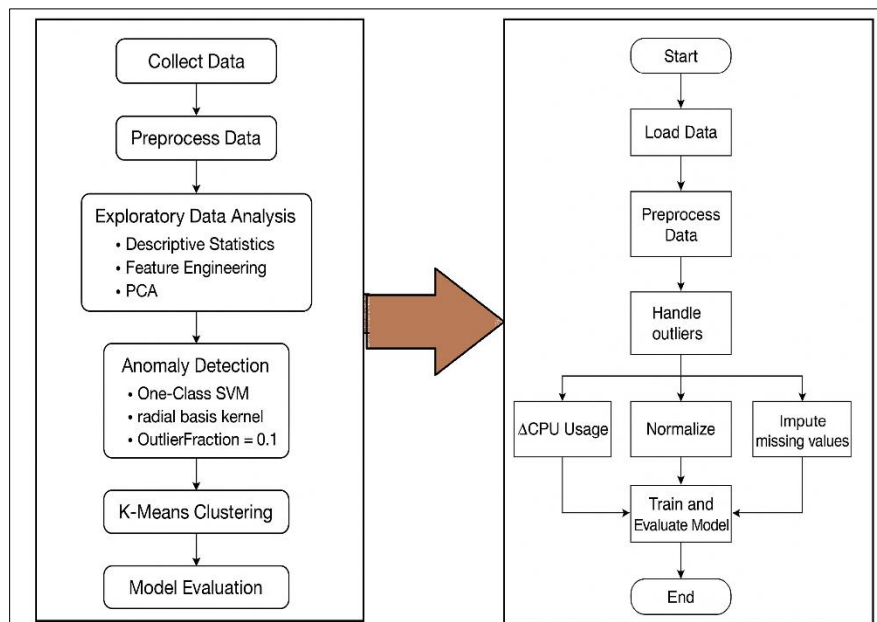 Collect Data
Preprocess Data
Exploratory Data Analysis
• Descriptive Statistics
• Feature Engineering
• PCA
Anomaly Detection
• One-Class SVM
• radial basis kernel
• OutlierFraction = 0.1
K-Means Clustering
Model Evaluation
Start
Load Data
Preprocess
Data
Handle
outliers
ΔCPU Usage
Normalize
Impute
missing values
Train and
Evaluate Model
End